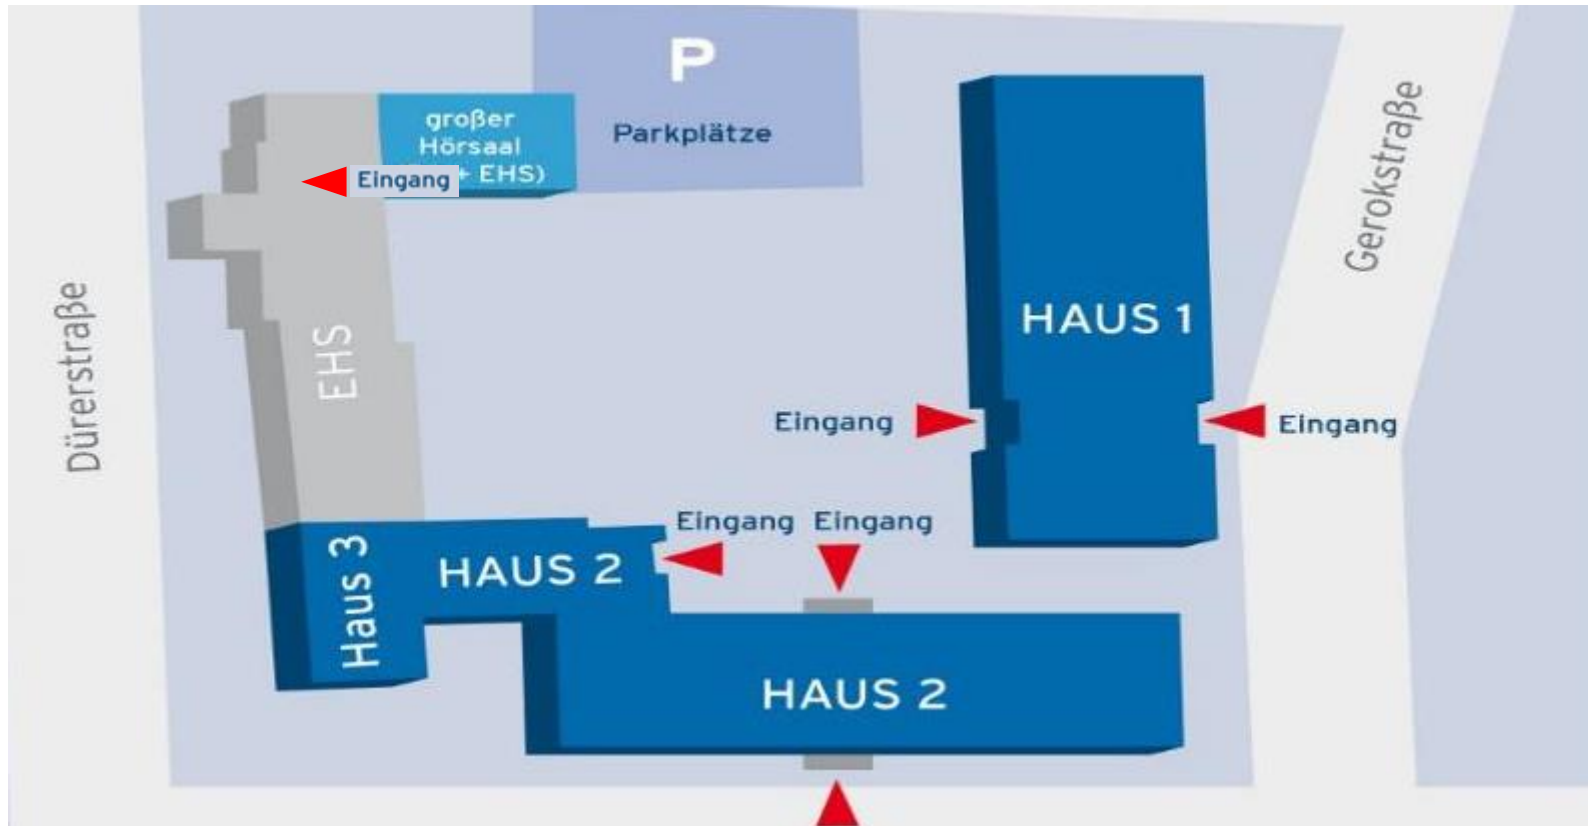 P
Parkplätze
großer
Hörsaal
+ EHS)
Eingang
EHS
Dürerstraße
Gerokstraße
HAUS 1
Eingang
Eingang
Eingang
Eingang
Haus 3
HAUS 2
HAUS 2